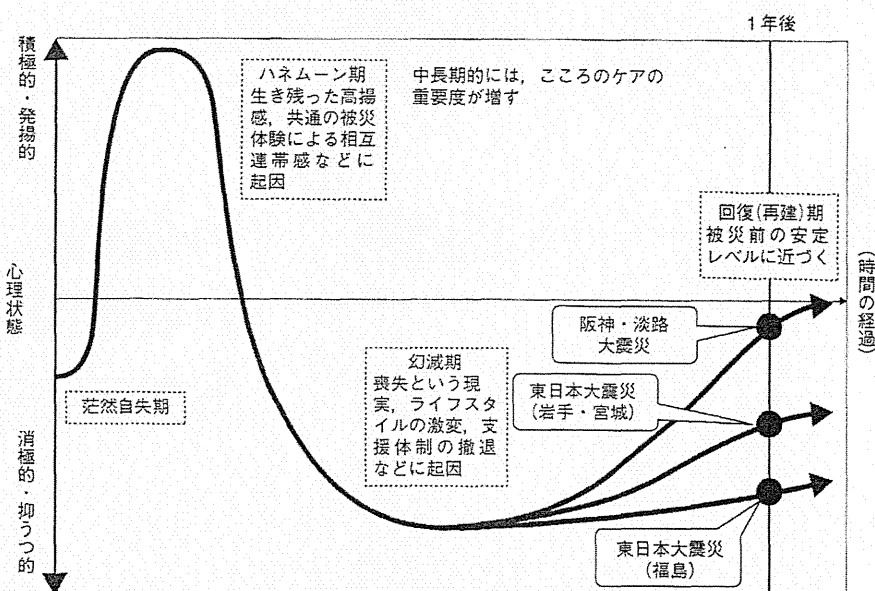 1年後
積極的・発揚的
ハネムーン期
生き残った高揚
感，共通の被災
体験による相互
連帯感などに
起因
中長期的には，こころのケアの
重要度が増す
回復(再建)期
被災前の安定
レベルに近づく
心理状態
(時間の経過)
阪神・淡路
大震災
幻滅期
喪失という現
実，ライフスタ
イルの激変，支
援体制の撤退
などに起因
東日本大震災
(岩手・宮城)
茫然自失期
消極的・抑うつ的
東日本大震災
(福島)